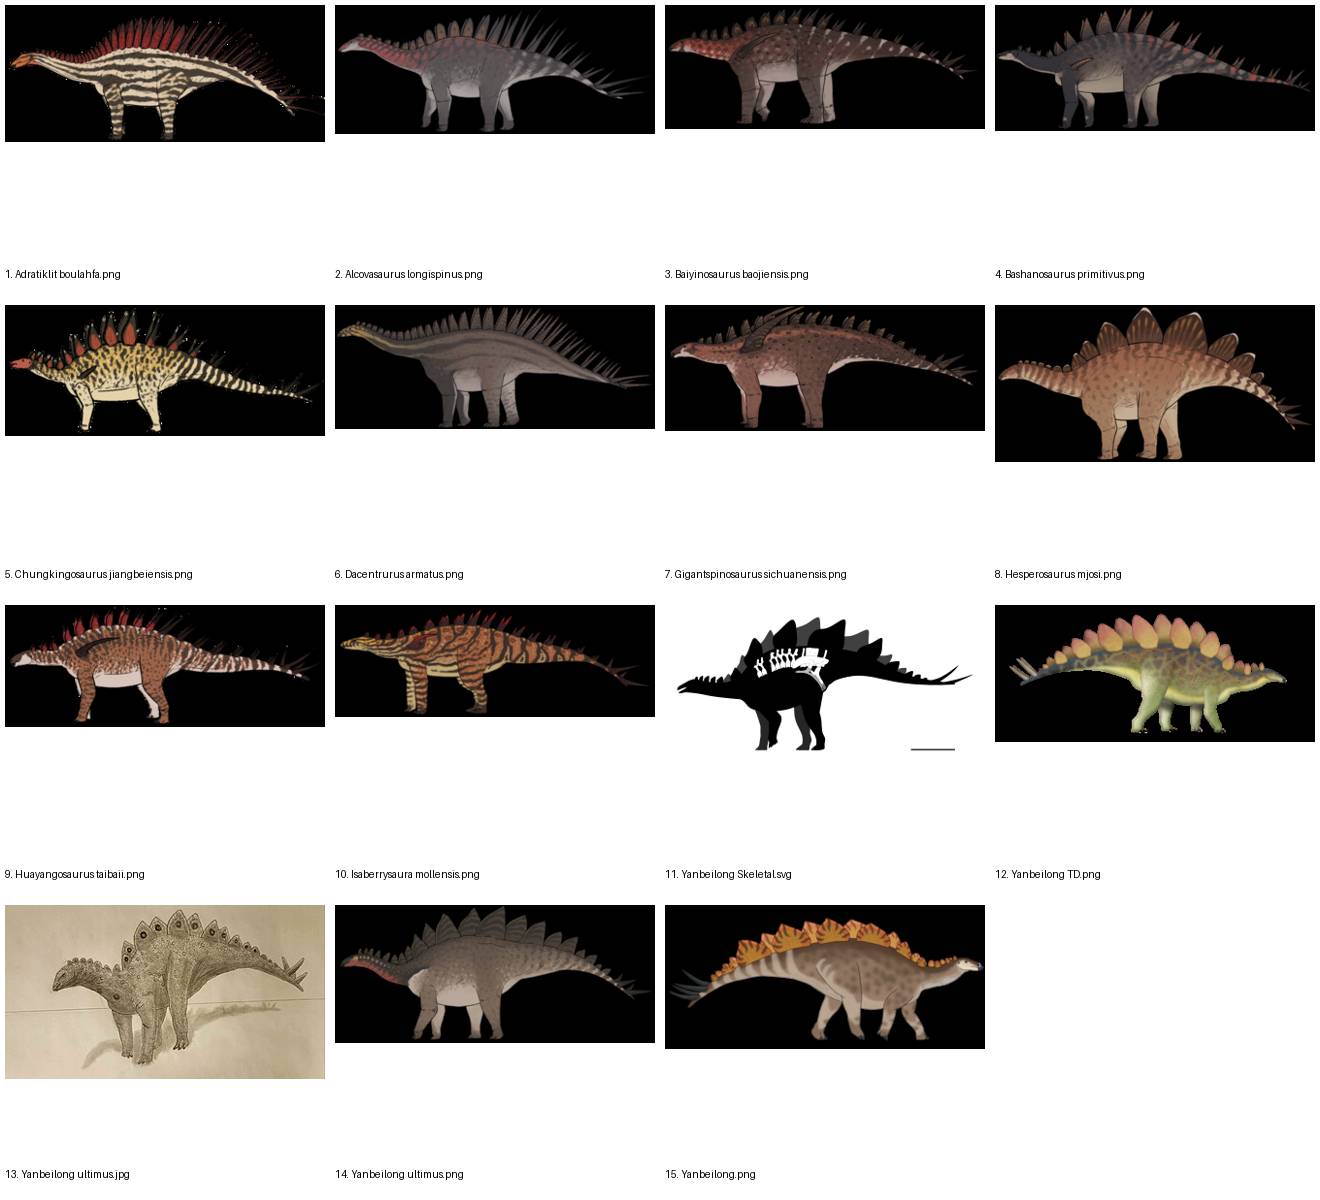 1. Adratiklit boulahfa.png
2. Alcovasaurus longispinus.png
3. Baiyinosaurus baojiensis.png
4. Bashanosaurus primitivus.png
5. Chungkingosaurus jiangbeiensis.png
6. Dacentrurus armatus.png
7. Gigantspinosaurus sichuanensis.png
8. Hesperosaurus mjosi.png
9. Huayangosaurus taibaii.png
10. Isaberrysaura mollensis.png
11. Yanbeilong Skeletal.svg
12. Yanbeilong TD.png
13. Yanbeilong ultimus.jpg
14. Yanbeilong ultimus.png
15. Yanbeilong.png